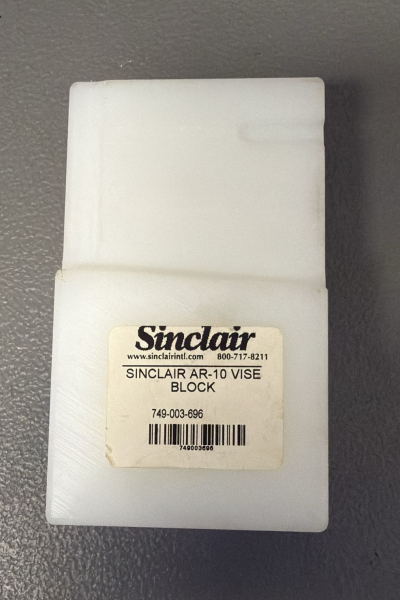 Sinclair
www.sinclairintl.com 800-717-8211
SINCLAIR AR-10 VISE
BLOCK
749-003-696
749003696